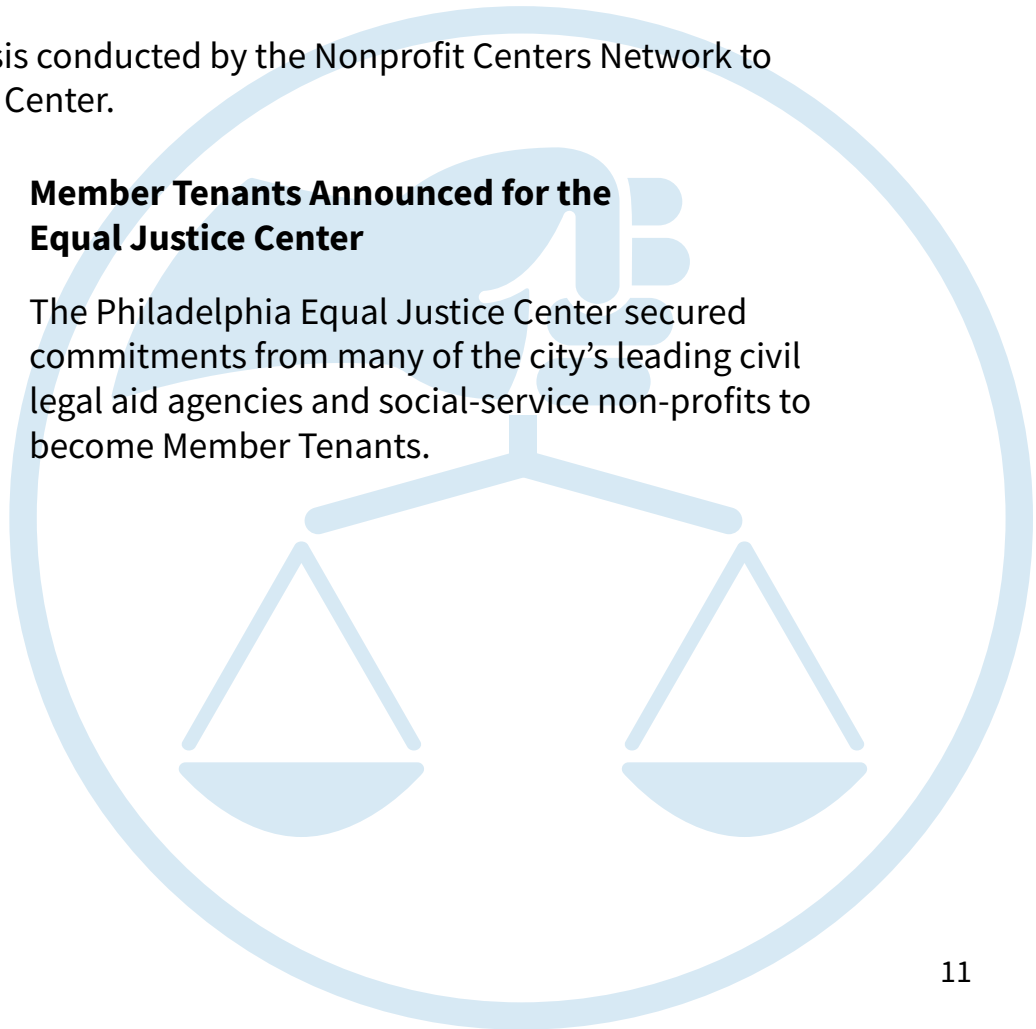 sis conducted by the Nonprofit Centers Network to
Center.
Member Tenants Announced for the
Equal Justice Center
The Philadelphia Equal Justice Center secured
commitments from many of the city’s leading civil
legal aid agencies and social-service non-profits to
become Member Tenants.
11